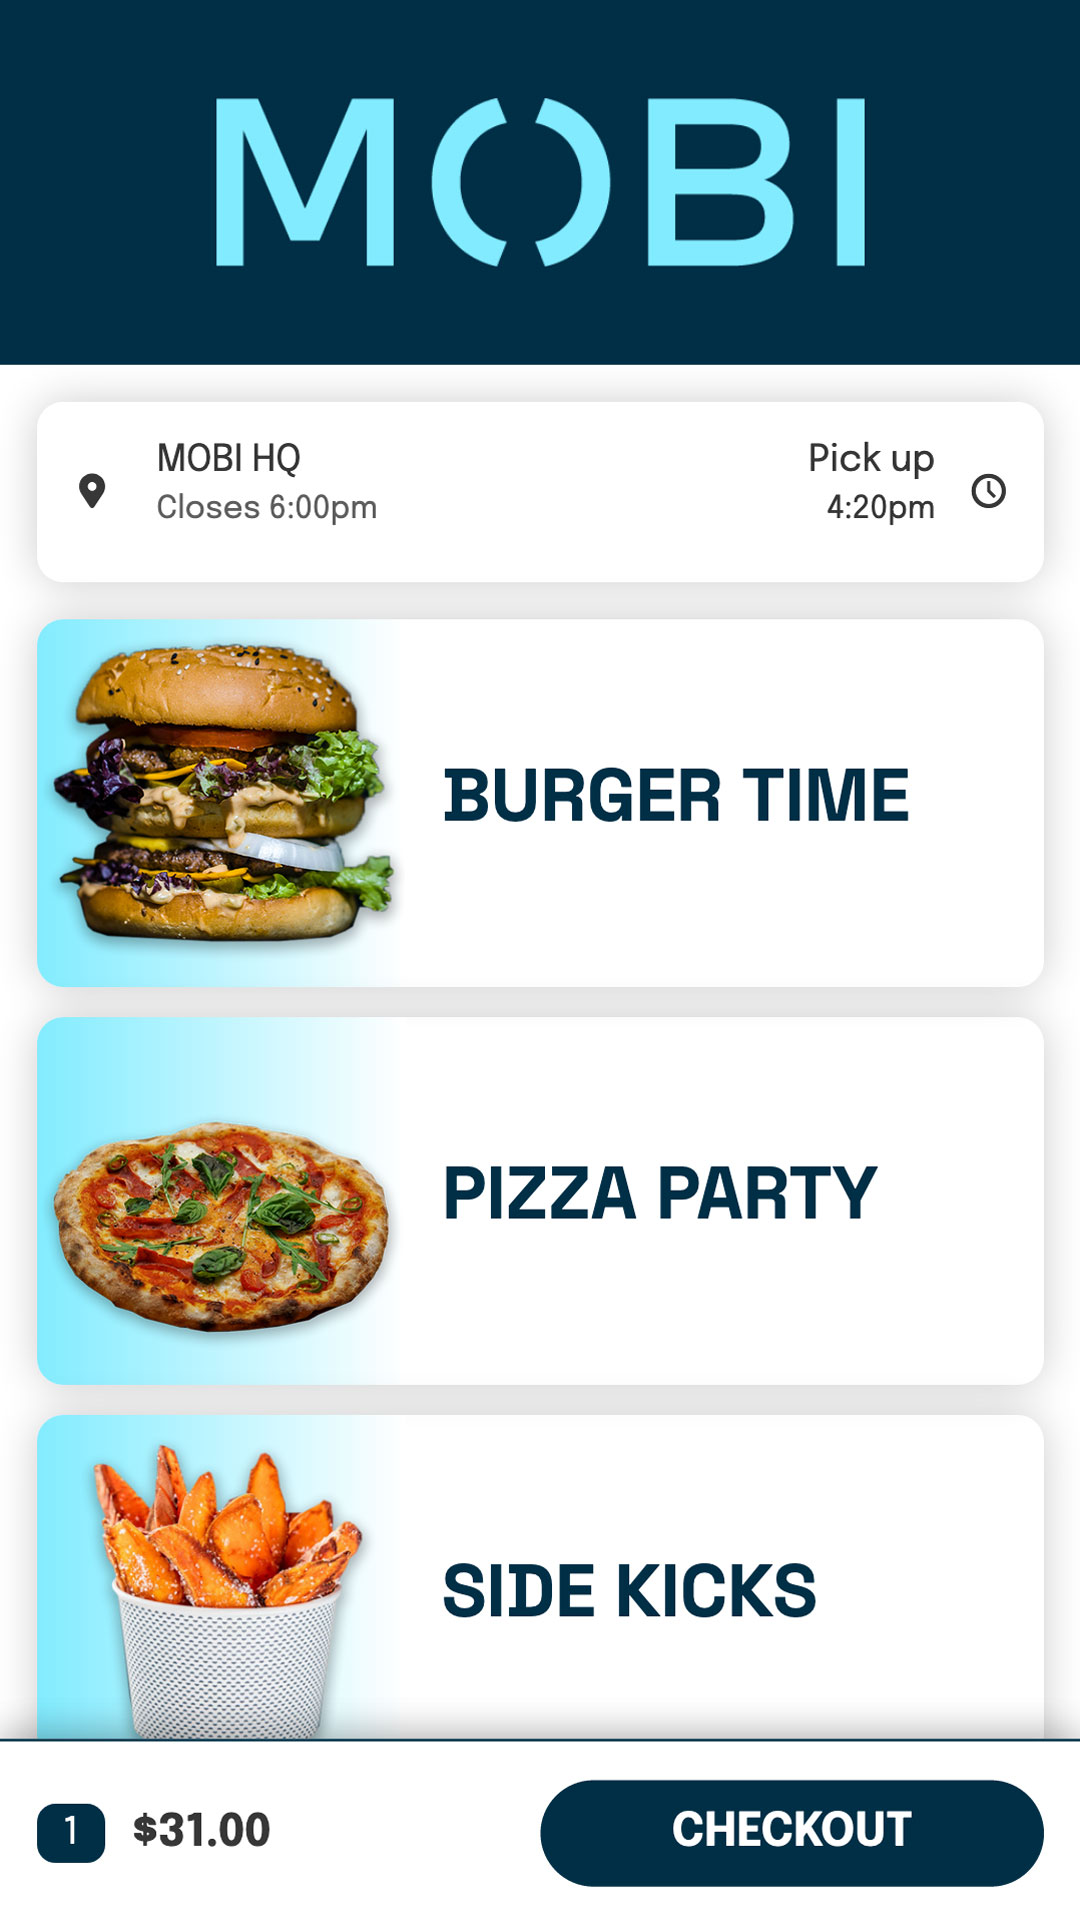 MOBI
MOBI HQ
Closes 6:00pm
Pick up
4:20pm
BURGER TIME
PIZZA PARTY
SIDE KICKS
1
$31.00
CHECKOUT